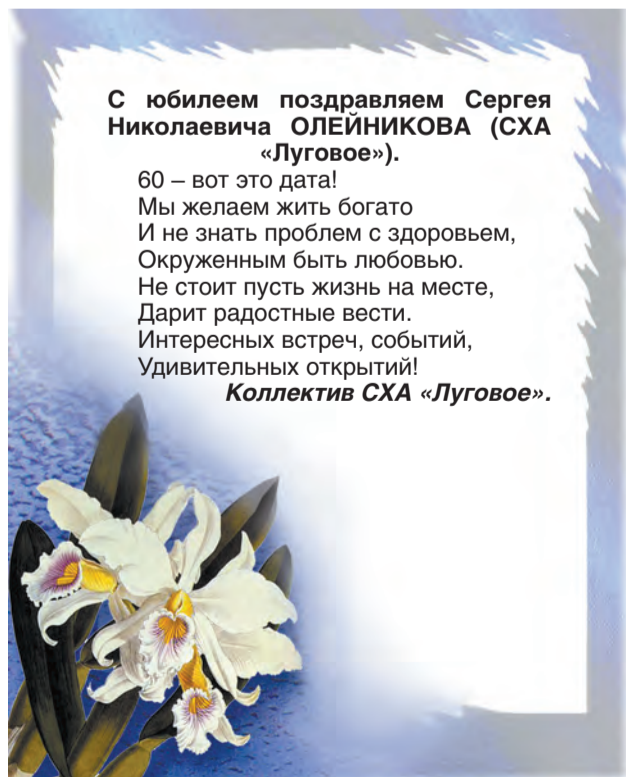 С юбилеем поздравляем Сергея
Николаевича ОЛЕЙНИКОВА (СХА
«Луговое»).
60 – вот это дата!
Мы желаем жить богато
И не знать проблем с здоровьем,
Окруженным быть любовью.
Не стоит пусть жизнь на месте,
Дарит радостные вести.
Интересных встреч, событий,
Удивительных открытий!
Коллектив СХА «Луговое».